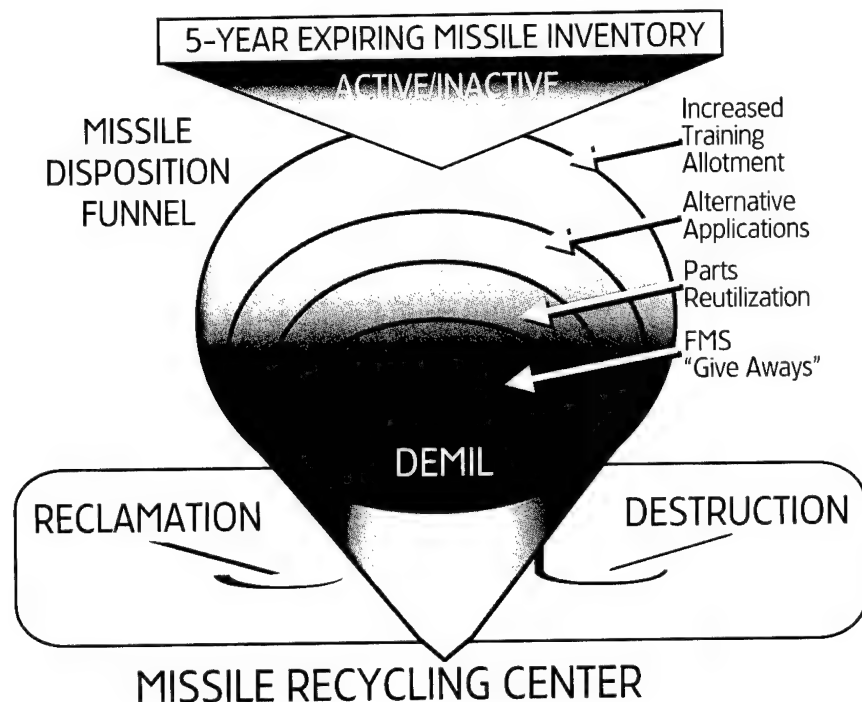 5-YEAR EXPIRING MISSILE INVENTORY
ACTIVE/INACTIVE
MISSILE
DISPOSITION
FUNNEL
Increased
Training
Allotment
Alternative
Applications
Parts
Reutilization
FMS
“Give Aways”
DEMIL
RECLAMATION
DESTRUCTION
MISSILE RECYCLING CENTER